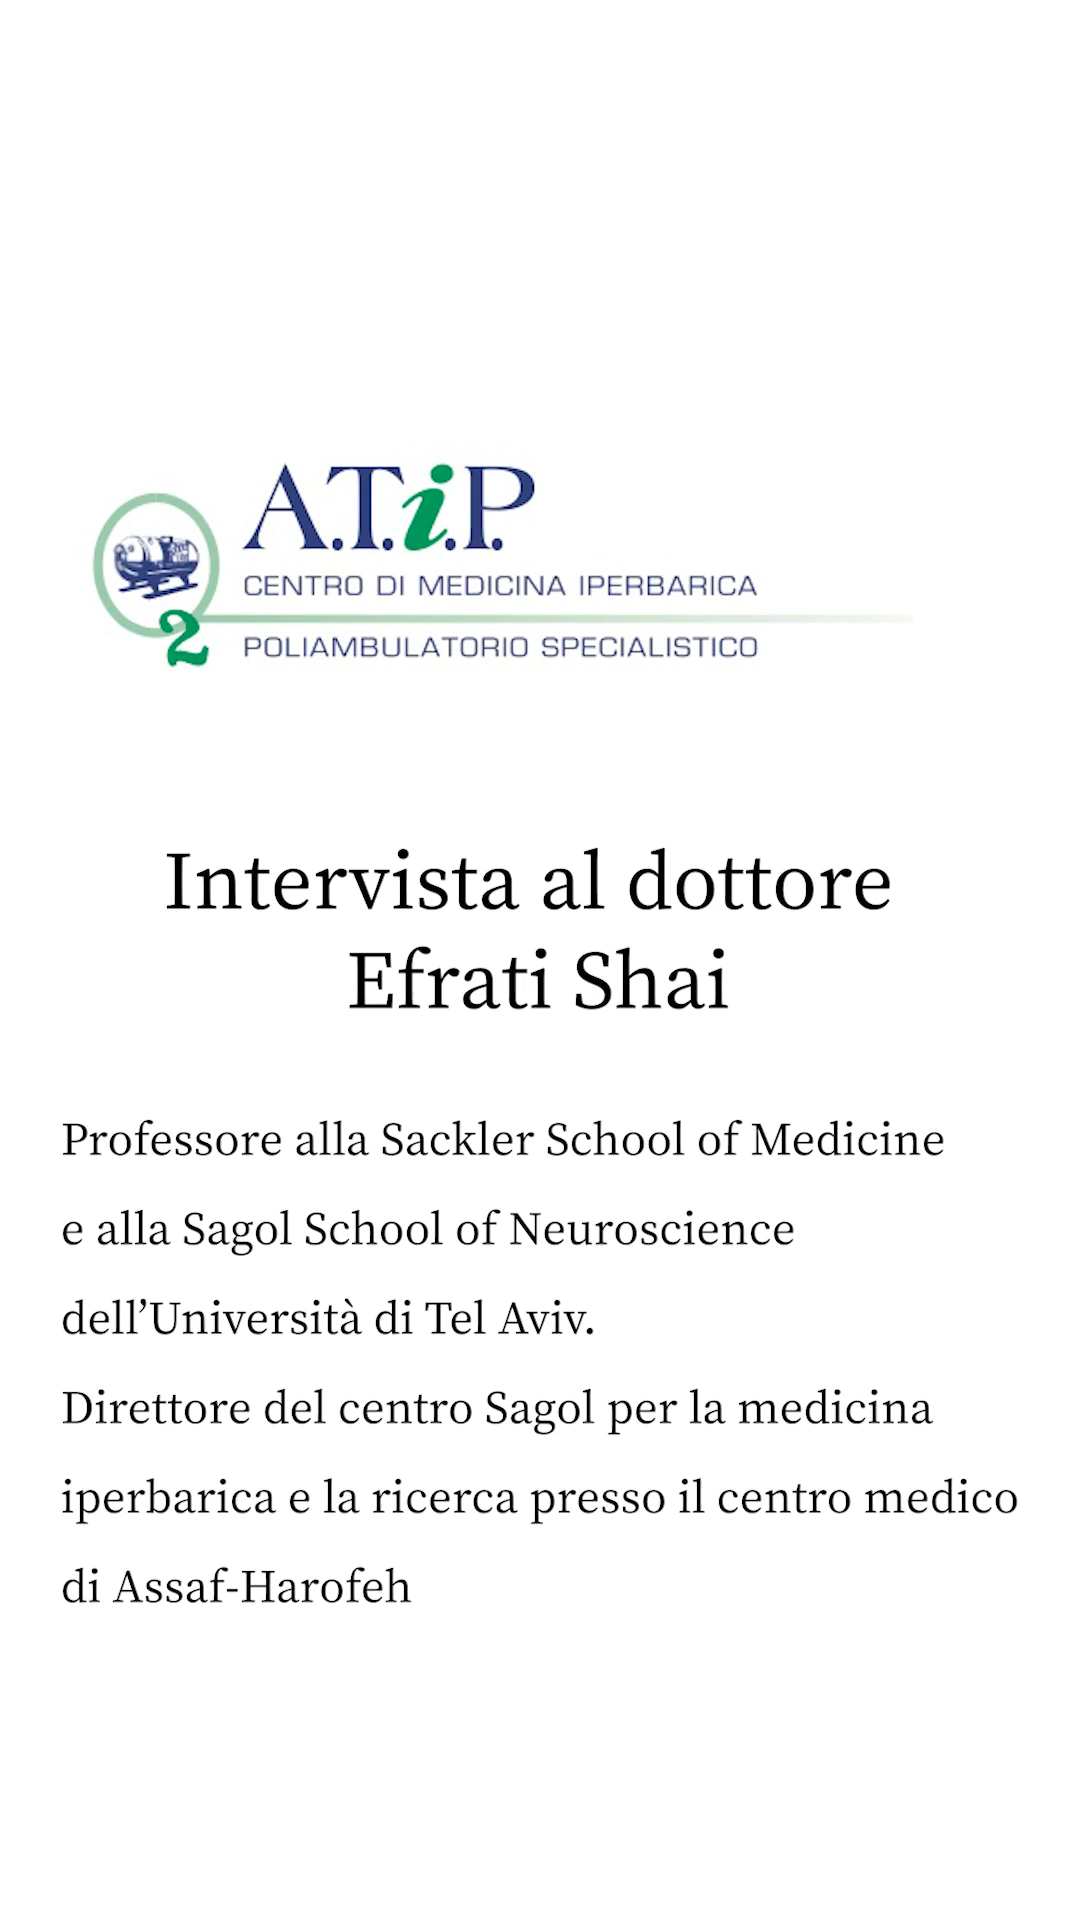 A.T.i.P.
CENTRO DI MEDICINA IPERBARICA
2
POLIAMBULATORIO SPECIALISTICO
Intervista al dottore
Efrati Shai
Professore alla Sackler School of Medicine
e alla Sagol School of Neuroscience
dell’Università di Tel Aviv.
Direttore del centro Sagol per la medicina
iperbarica e la ricerca presso il centro medico
di Assaf-Harofeh